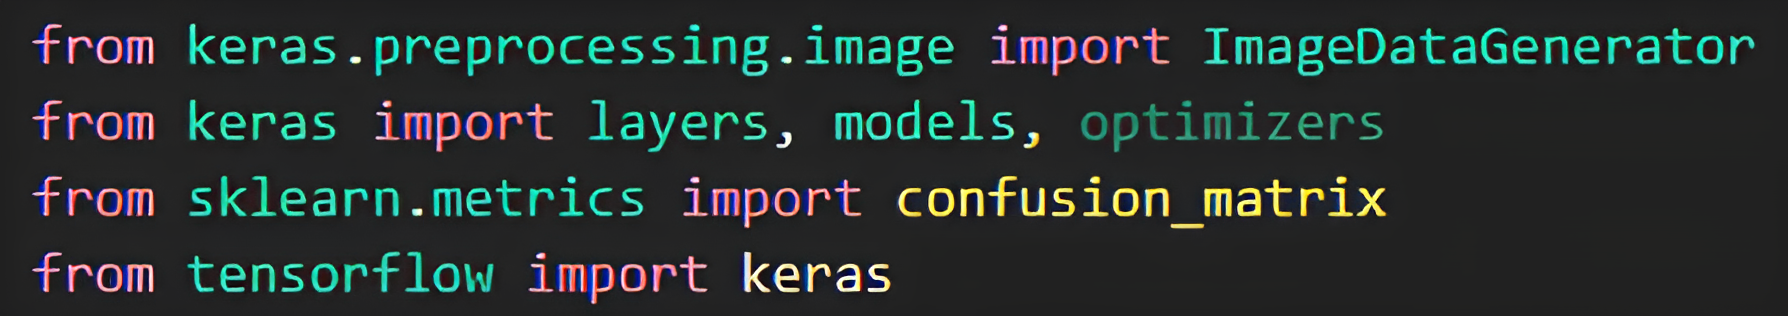 from keras.preprocessing.image import ImageDataGenerator
from keras import layers, models, optimizers
from sklearn.metrics import confusion_matrix
from tensorflow import keras